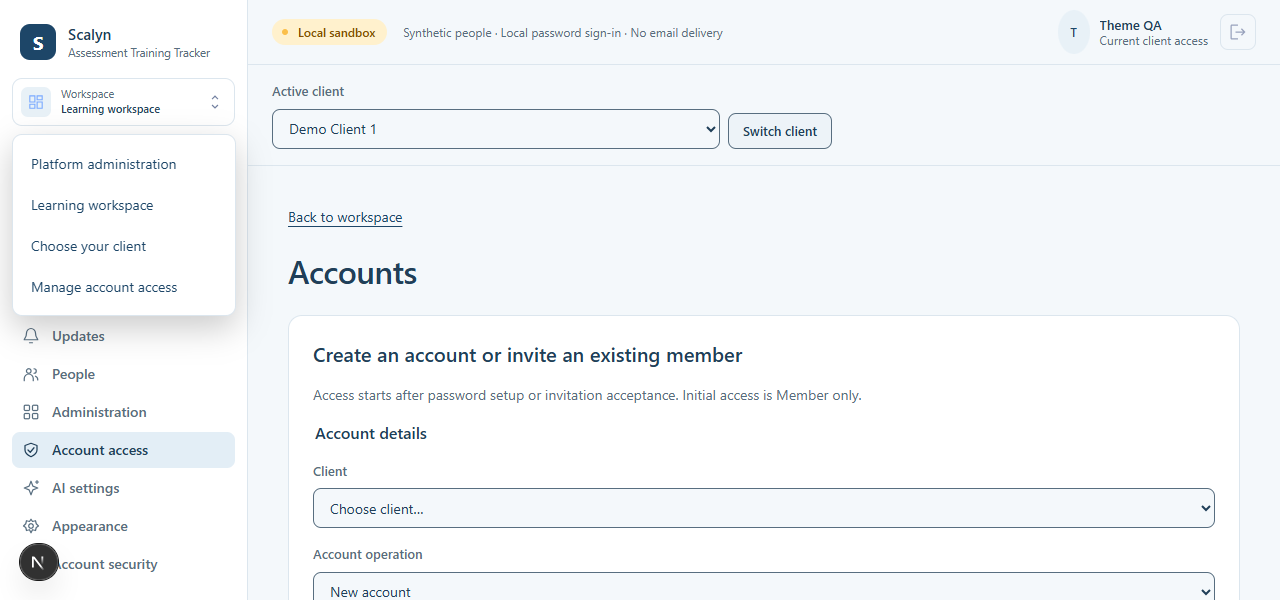 S
Scalyn
Assessment Training Tracker
Workspace
Learning workspace
Platform administration
Learning workspace
Choose your client
Manage account access
Updates
People
Administration
Account access
AI settings
Appearance
Account security
N
Local sandbox
Synthetic people · Local password sign-in · No email delivery
T
Theme QA
Current client access
Active client
Demo Client 1
Switch client
Back to workspace
Accounts
Create an account or invite an existing member
Access starts after password setup or invitation acceptance. Initial access is Member only.
Account details
Client
Choose client...
Account operation
New account